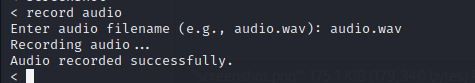 < record audio
Enter audio filename (e.g., audio.wav): audio.wav
Recording audio...
Audio recorded successfully.
<